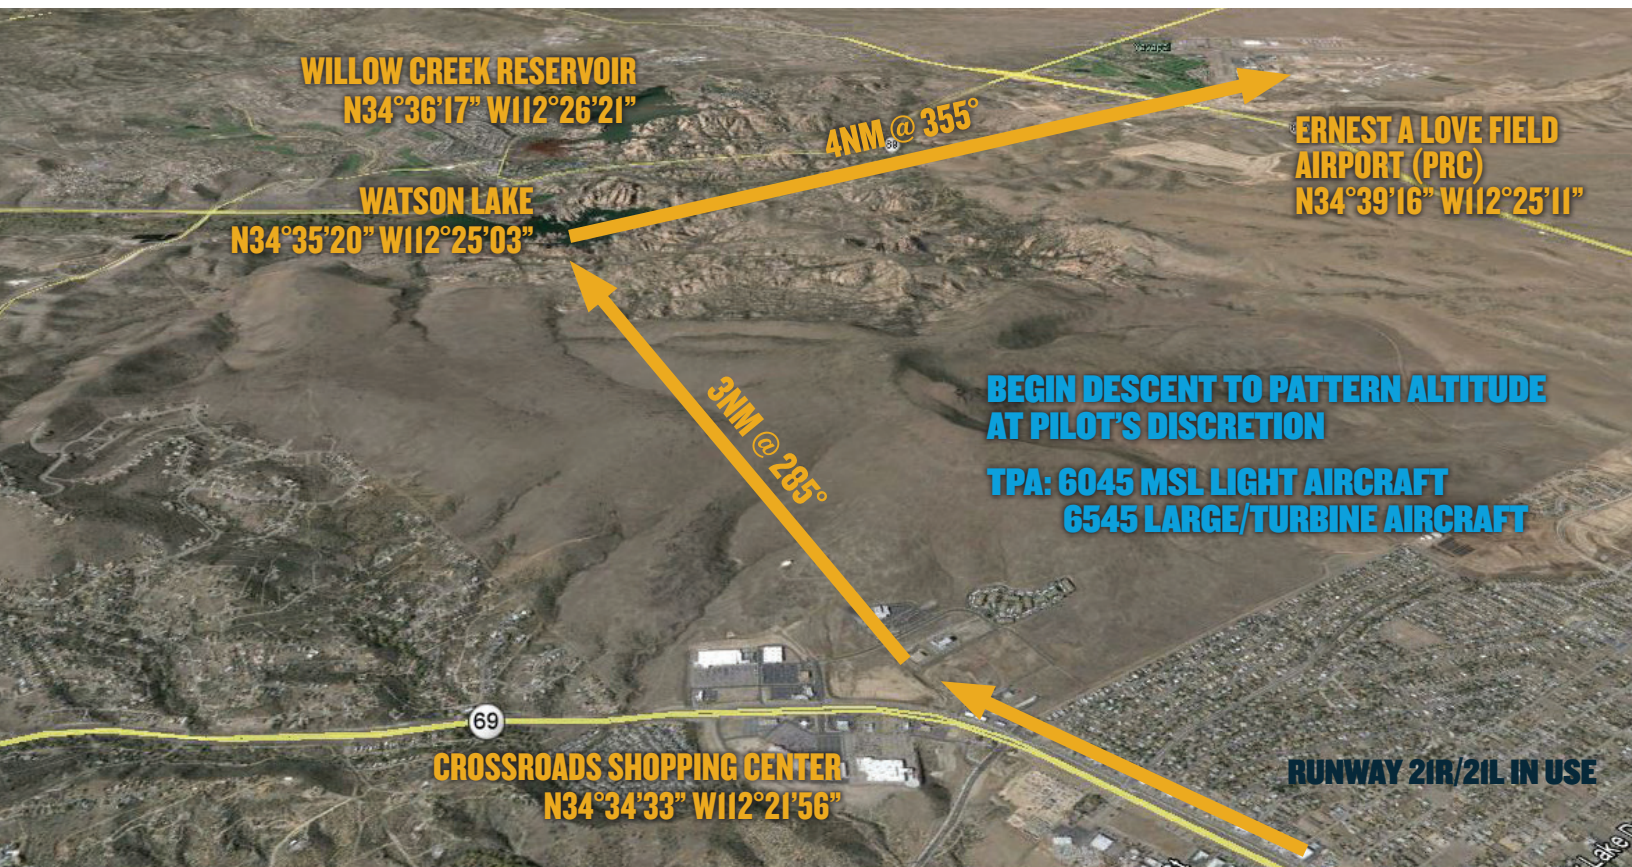 WILLOW CREEK RESERVOIR
N34°36'17" W112°26'21"
4NM @ 355°
89
ERNEST A LOVE FIELD
AIRPORT (PRC)
N34°39'16" W112°25'11"
WATSON LAKE
N34°35'20" W112°25'03"
3NM @ 285°
BEGIN DESCENT TO PATTERN ALTITUDE
AT PILOT'S DISCRETION
TPA: 6045 MSL LIGHT AIRCRAFT
6545 LARGE/TURBINE AIRCRAFT
69
CROSSROADS SHOPPING CENTER
N34°34'33" W112°21'56"
RUNWAY 21R/21L IN USE
Lake